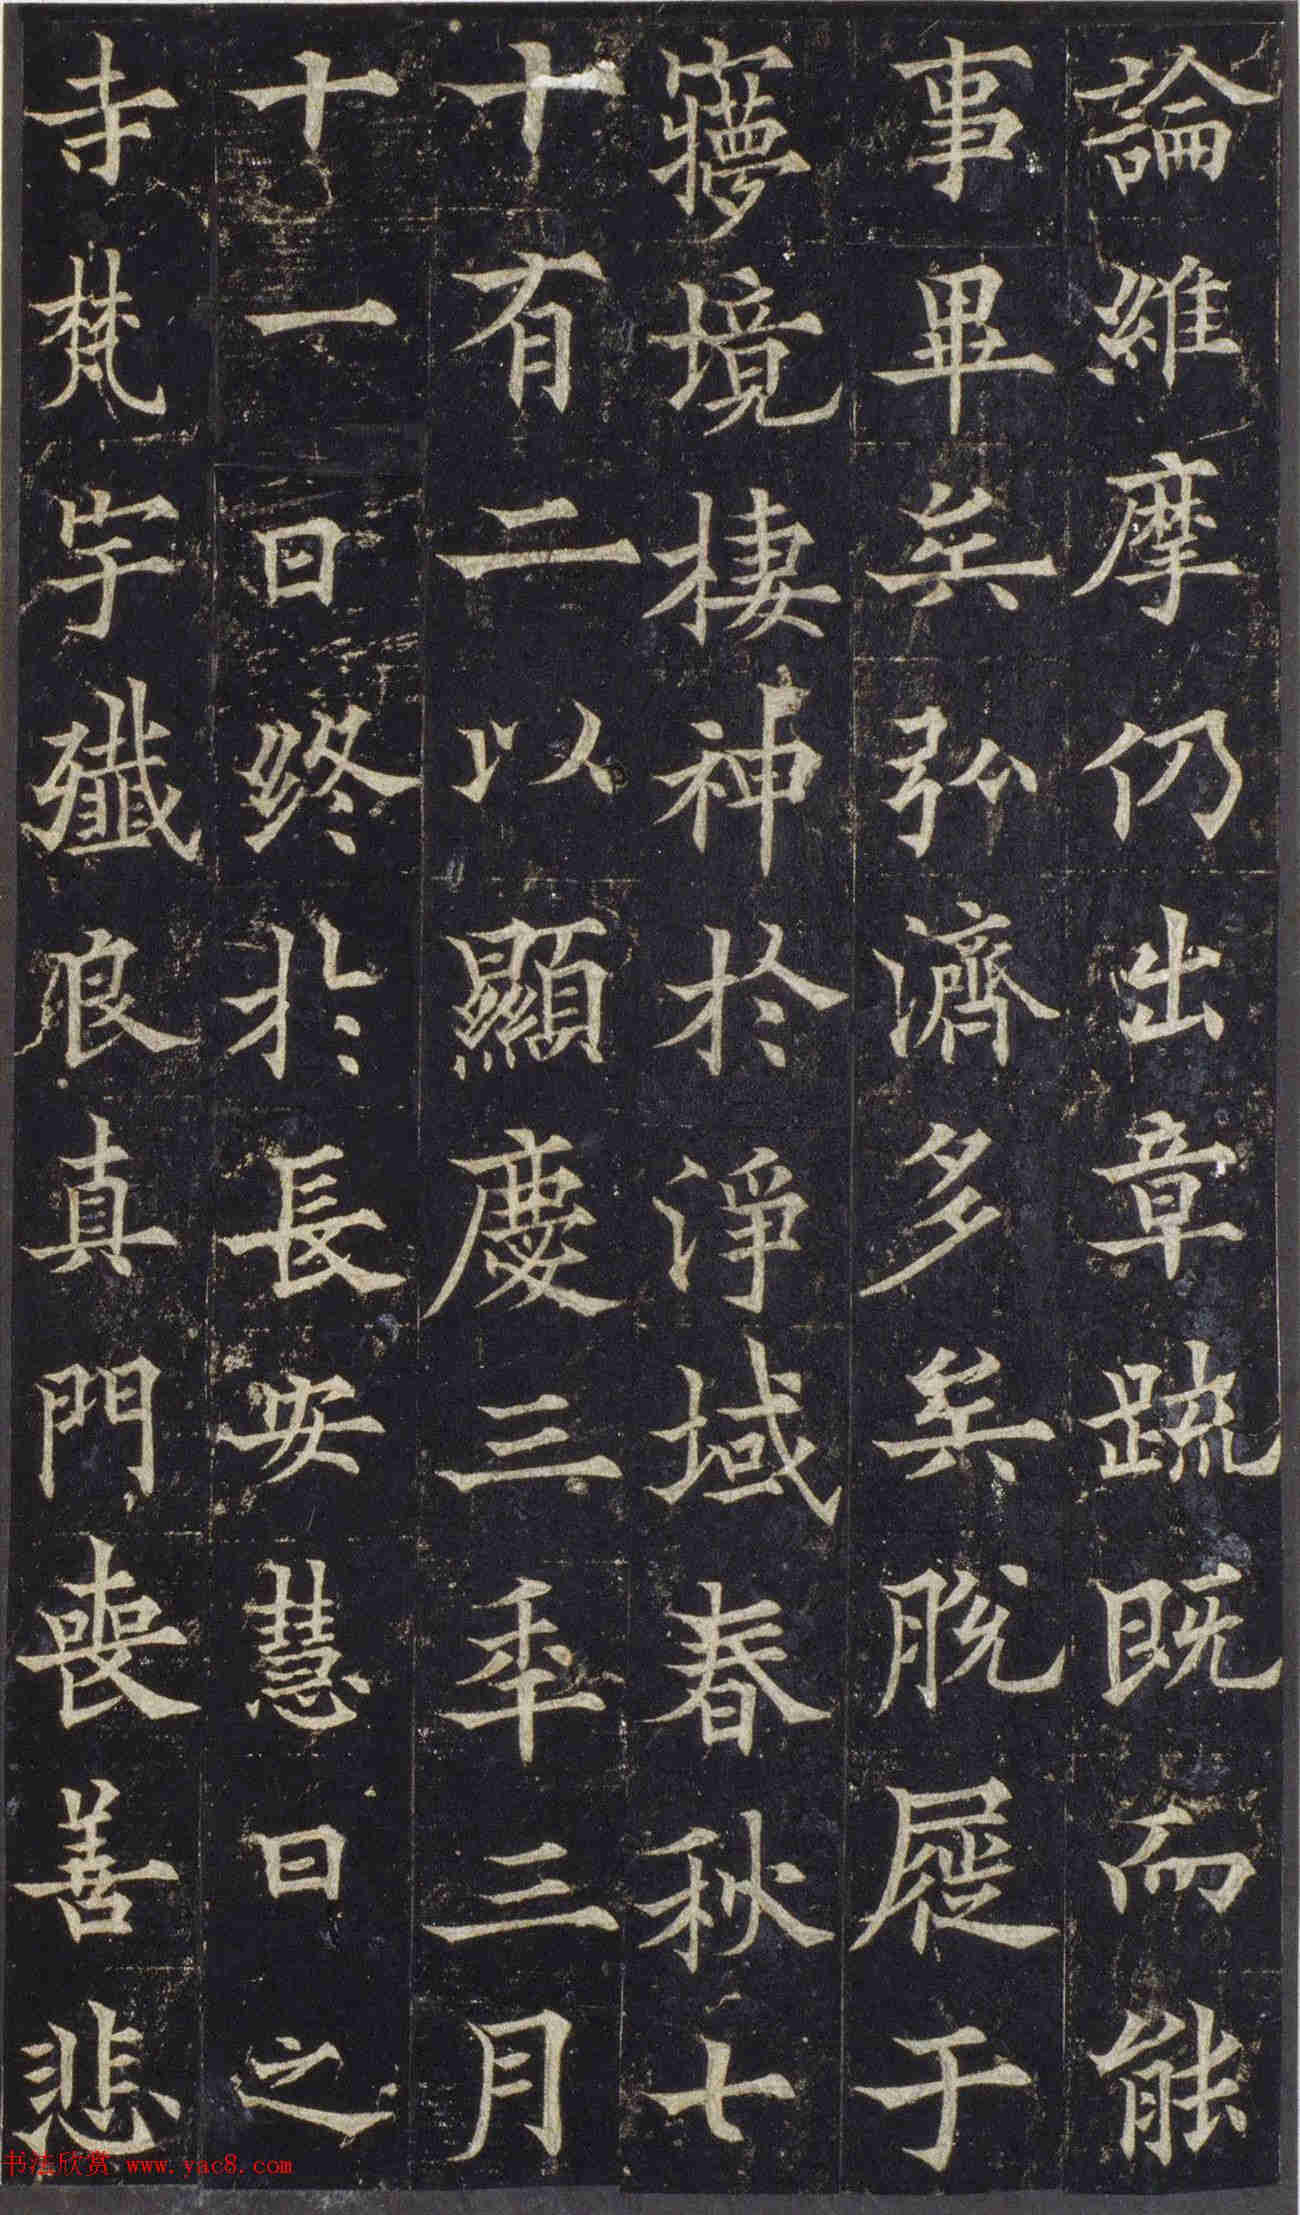 論維摩仍出章疏既而能
事畢矣弘濟多矣脫屣于
寱境棲神於淨域春秋七
十有二以顯慶三年三月
十一日終於長安慧日之
寺梵宇殲良真門喪善悲
书法欣赏 www.yac8.com